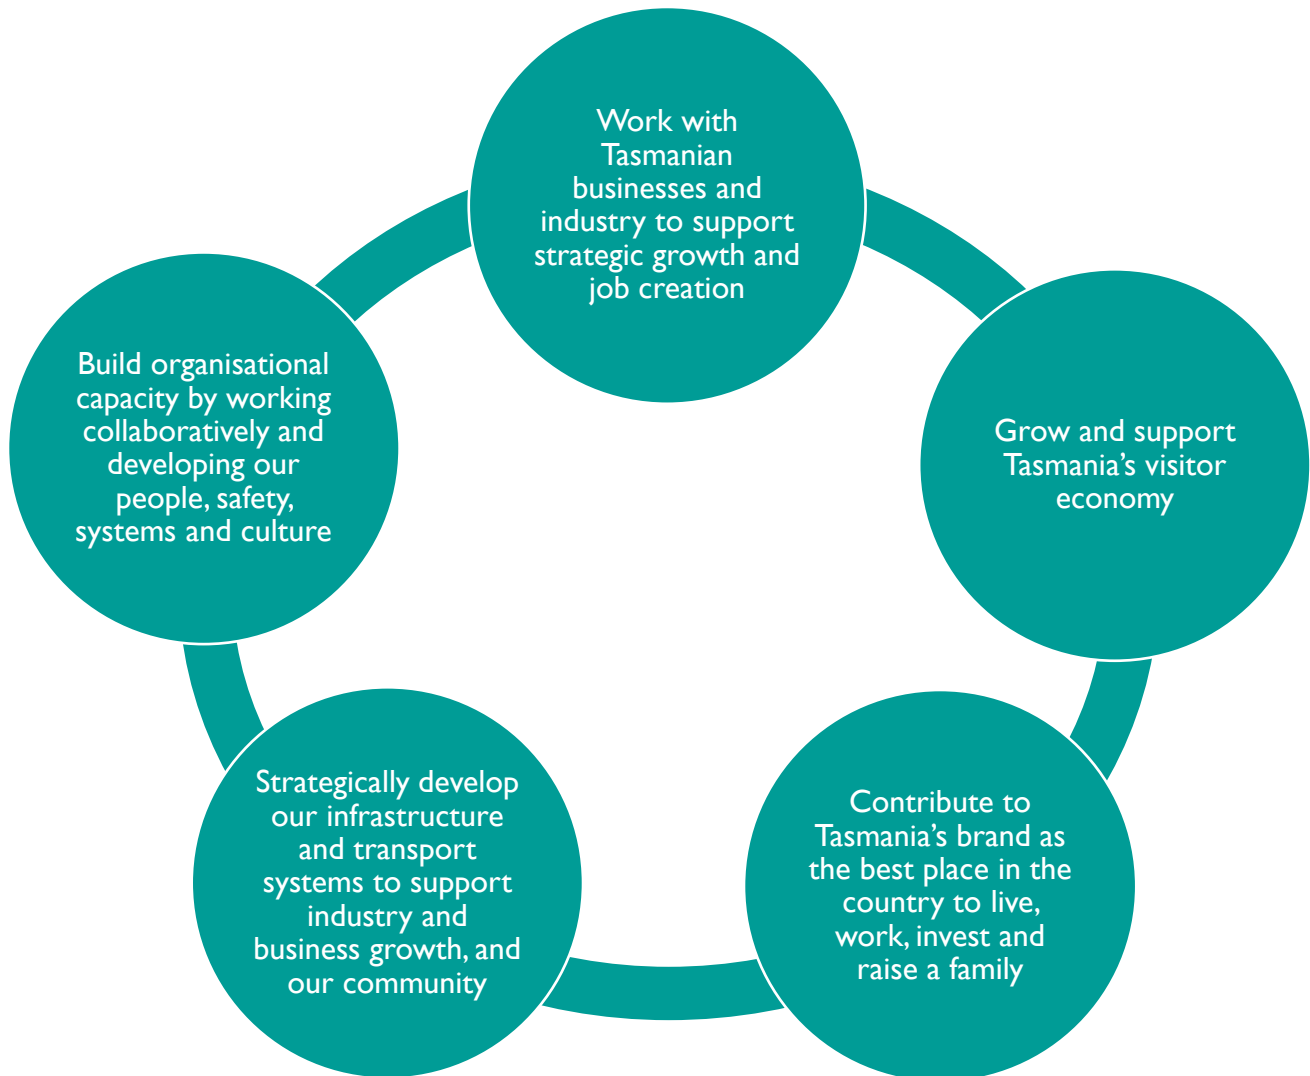 Work with
Tasmanian
businesses and
industry to support
strategic growth and
job creation
Grow and support
Tasmania’s visitor
economy
Contribute to
Tasmania’s brand as
the best place in the
country to live,
work, invest and
raise a family
Strategically develop
our infrastructure
and transport
systems to support
industry and
business growth, and
our community
Build organisational
capacity by working
collaboratively and
developing our
people, safety,
systems and culture